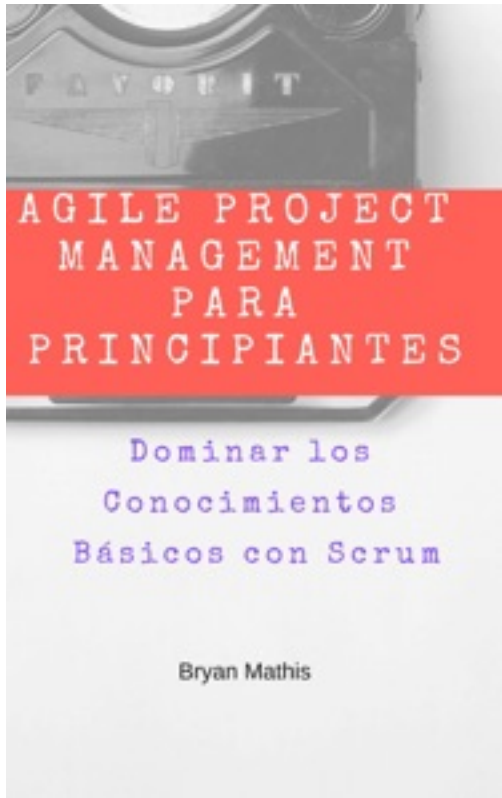 FAVORIT
AGILE PROJECT
MANAGEMENT
PARA
PRINCIPIANTES
Dominar los
Conocimientos
Básicos con Scrum
Bryan Mathis